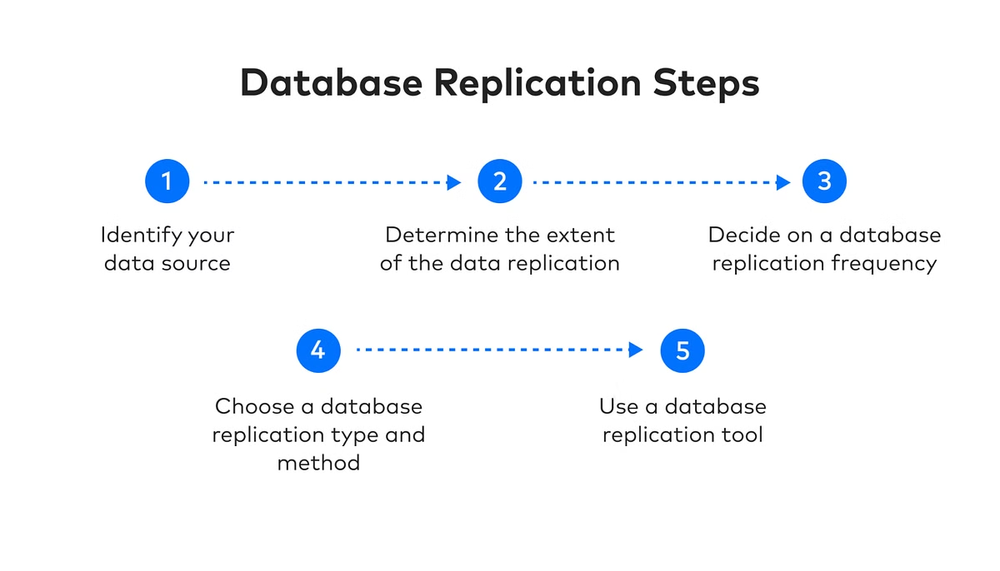 Database Replication Steps
1
2
3
Identify your
data source
Determine the extent
of the data replication
Decide on a database
replication frequency
4
5
Choose a database
replication type and
method
Use a database
replication tool